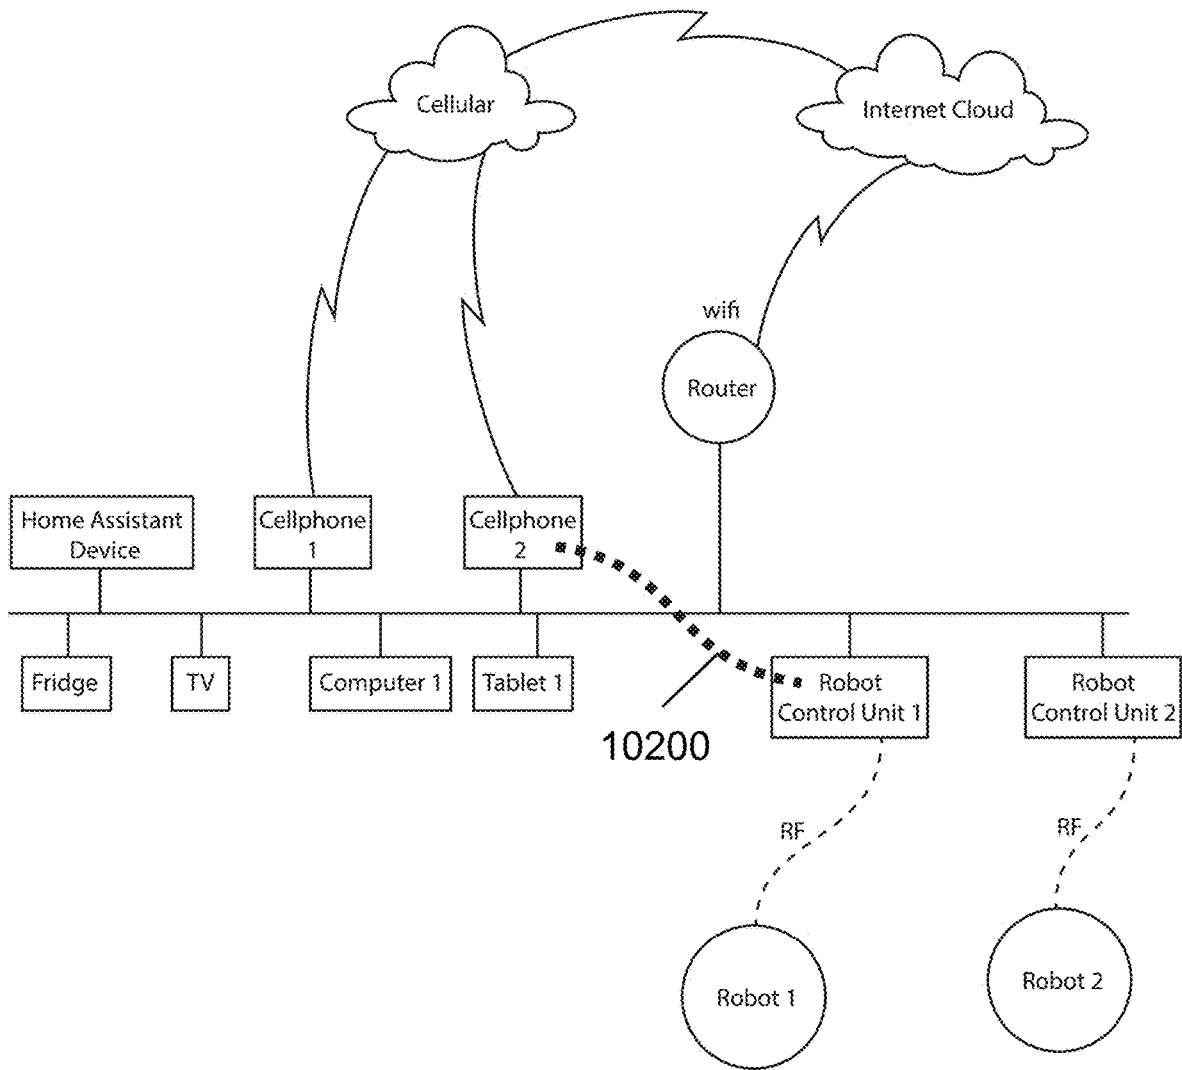 Cellular
Internet Cloud
wifi
Router
Home Assistant
Device
Cellphone
1
Cellphone
2
Fridge
TV
Computer 1
Tablet 1
Robot
Control Unit 1
Robot
Control Unit 2
10200
RF
RF
Robot 1
Robot 2